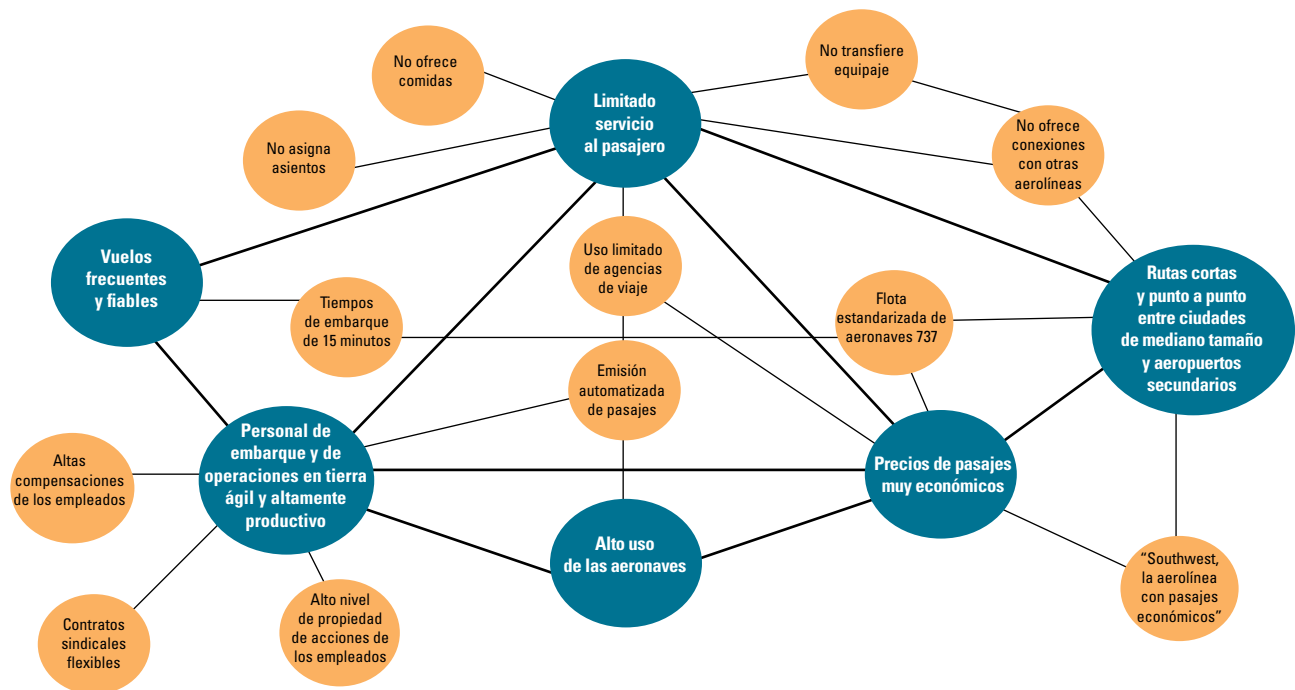 No ofrece
comidas
No transfiere
equipaje
Limitado
servicio
al pasajero
No ofrece
conexiones
con otras
aerolíneas
No asigna
asientos
Vuelos
frecuentes
y fiables
Uso limitado
de agencias
de viaje
Tiempos
de embarque
de 15 minutos
Flota
estandarizada de
aeronaves 737
Rutas cortas
y punto a punto
entre ciudades
de mediano tamaño
y aeropuertos
secundarios
Emisión
automatizada
de pasajes
Personal de
embarque y de
operaciones en tierra
ágil y altamente
productivo
Precios de pasajes
muy económicos
Altas
compensaciones
de los empleados
Alto uso
de las aeronaves
"Southwest,
la aerolínea
con pasajes
económicos"
Contratos
sindicales
flexibles
Alto nivel
de propiedad
de acciones de
los empleados